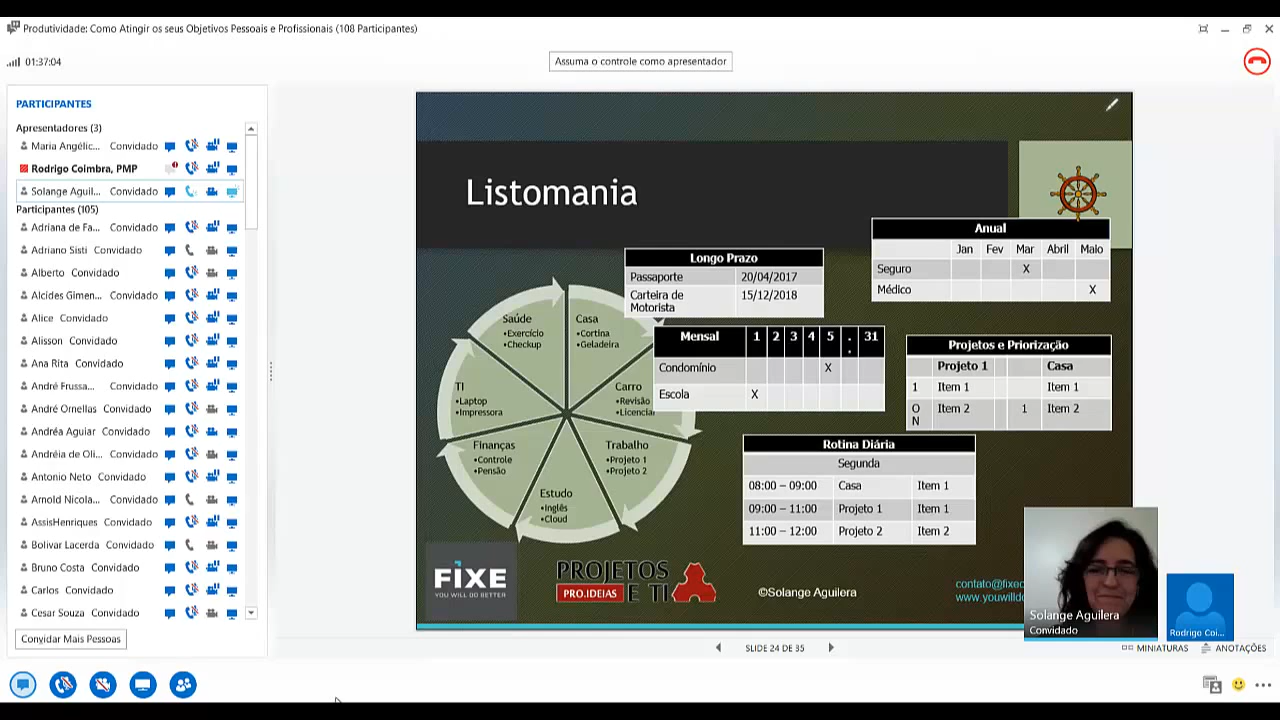 Produtividade: Como Atingir os seus Objetivos Pessoais e Profissionais (108 Participantes)
01:37:04
Assuma o controle como apresentador
PARTICIPANTES
Apresentadores (3)
Maria Angélic... Convidado
Rodrigo Coimbra, PMP
Solange Aguil... Convidado
Participantes (105)
Adriana de Fa... Convidado
Adriano Sisti Convidado
Alberto Convidado
Alcides Gimen... Convidado
Alice Convidado
Alisson Convidado
Ana Rita Convidado
André Frussa... Convidado
André Ornellas Convidado
Andréa Aguiar Convidado
Andréia de Oli... Convidado
Antonio Neto Convidado
Arnold Nicola... Convidado
AssisHenriques Convidado
Bolivar Lacerda Convidado
Bruno Costa Convidado
Carlos Convidado
Cesar Souza Convidado
Convidar Mais Pessoas
Listomania
Saúde
•Exercício
•Checkup
Casa
•Cortina
•Geladeira
Carro
•Revisão
•Licenciar
Trabalho
•Projeto 1
•Projeto 2
Estudo
•Inglês
•Cloud
Finanças
•Controle
•Pensão
TI
•Laptop
•Impressora
Longo Prazo
Passaporte 20/04/2017
Carteira de Motorista 15/12/2018
Anual
Jan Fev Mar Abril Maio
Seguro X
Médico X
Mensal 1 2 3 4 5 . . 31
Condomínio X
Escola X
Projetos e Priorização
Projeto 1 Casa
1 Item 1 Item 1
ON Item 2 1 Item 2
Rotina Diária
Segunda
08:00 – 09:00 Casa Item 1
09:00 – 11:00 Projeto 1 Item 1
11:00 – 12:00 Projeto 2 Item 2
FIXE
YOU WILL DO BETTER
PROJETOS
PRO.IDEIAS E TI
©Solange Aguilera
contato@fixec
www.youwilldo
Solange Aguilera
Convidado
Rodrigo Coi...
SLIDE 24 DE 35
MINIATURAS
ANOTAÇÕES